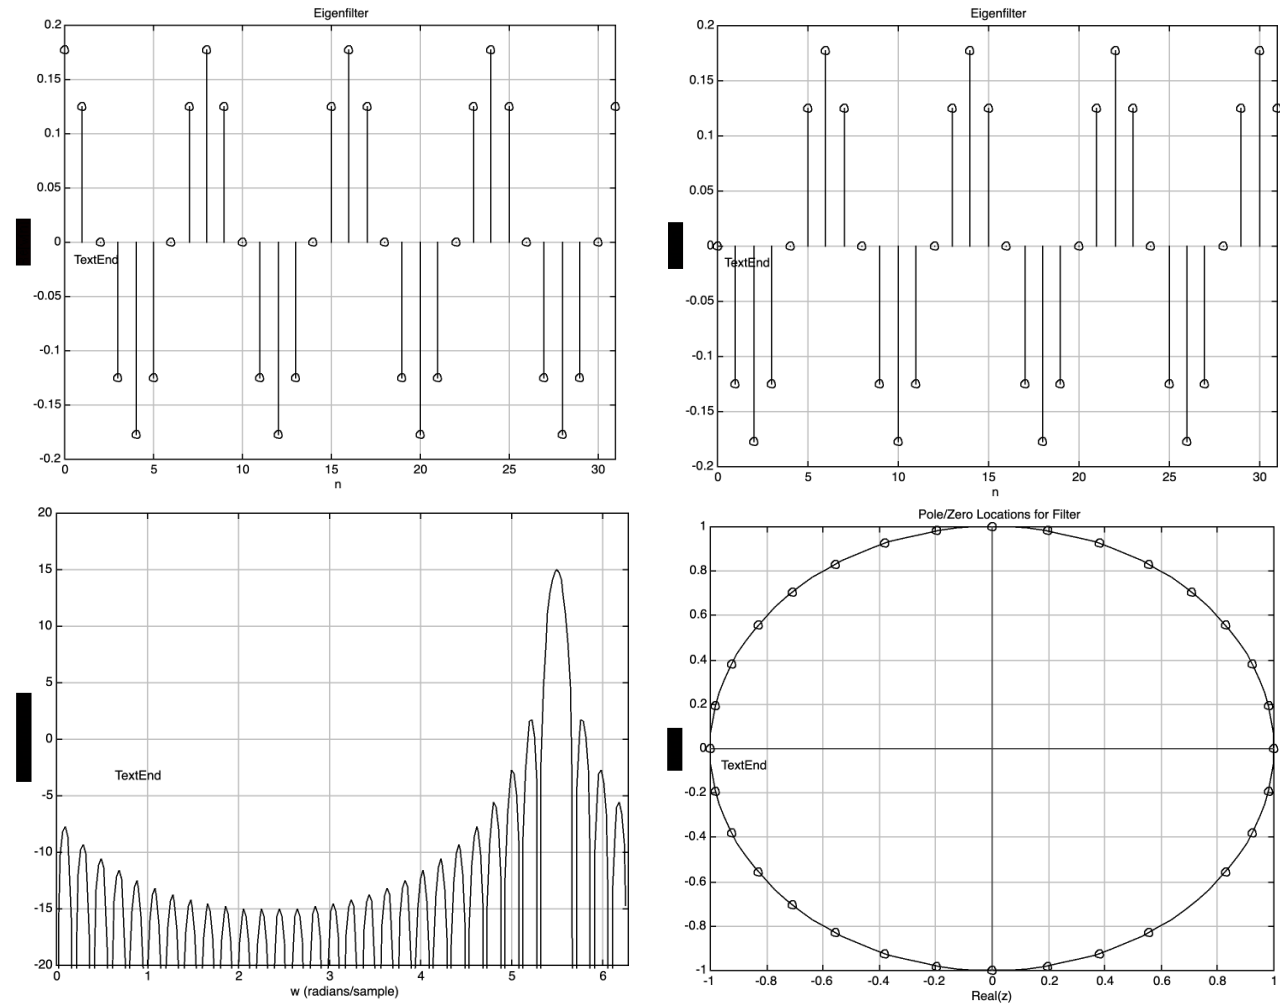 Eigenfilter
0.2
0.15
0.1
0.05
0
-0.05
-0.1
-0.15
-0.2
TextEnd
0 5 10 15 20 25 30
n
Eigenfilter
0.2
0.15
0.1
0.05
0
-0.05
-0.1
-0.15
-0.2
TextEnd
0 5 10 15 20 25 30
n
20
15
10
5
0
-5
-10
-15
-20
TextEnd
0 1 2 3 4 5 6
w (radians/sample)
Pole/Zero Locations for Filter
1
0.8
0.6
0.4
0.2
0
-0.2
-0.4
-0.6
-0.8
-1
TextEnd
-1 -0.8 -0.6 -0.4 -0.2 0 0.2 0.4 0.6 0.8 1
Real(z)